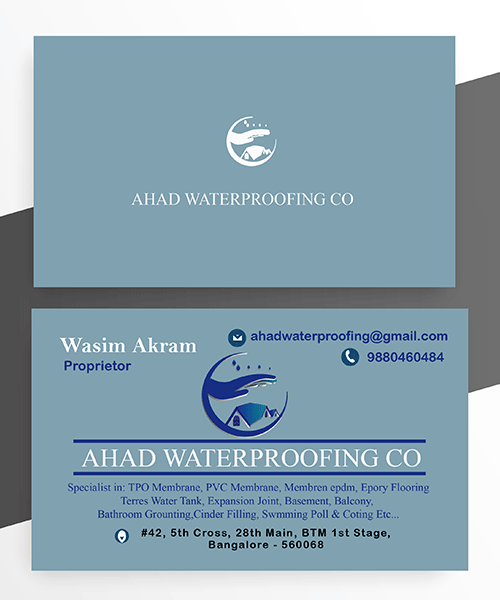 AHAD WATERPROOFING CO
Wasim Akram
Proprietor
ahadwaterproofing@gmail.com
9880460484
AHAD WATERPROOFING CO
Specialist in: TPO Membrane, PVC Membrane, Membren epdm, Epory Flooring
Terres Water Tank, Expansion Joint, Basement, Balcony,
Bathroom Grounting,Cinder Filling, Swmming Poll & Coting Etc...
#42, 5th Cross, 28th Main, BTM 1st Stage,
Bangalore - 560068